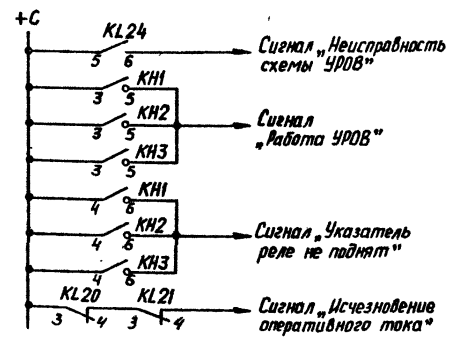 +C
KL24
5 6
Сигнал „Неисправность
схемы УРОВ"
KH1
3 5
KH2
3 5
Сигнал
„Работа УРОВ"
KH3
3 5
KH1
4 6
KH2
4 6
Сигнал „Указатель
реле не поднят"
KH3
4 6
KL20 KL21
3 4 3 4
Сигнал „Исчезновение
оперативного тока"